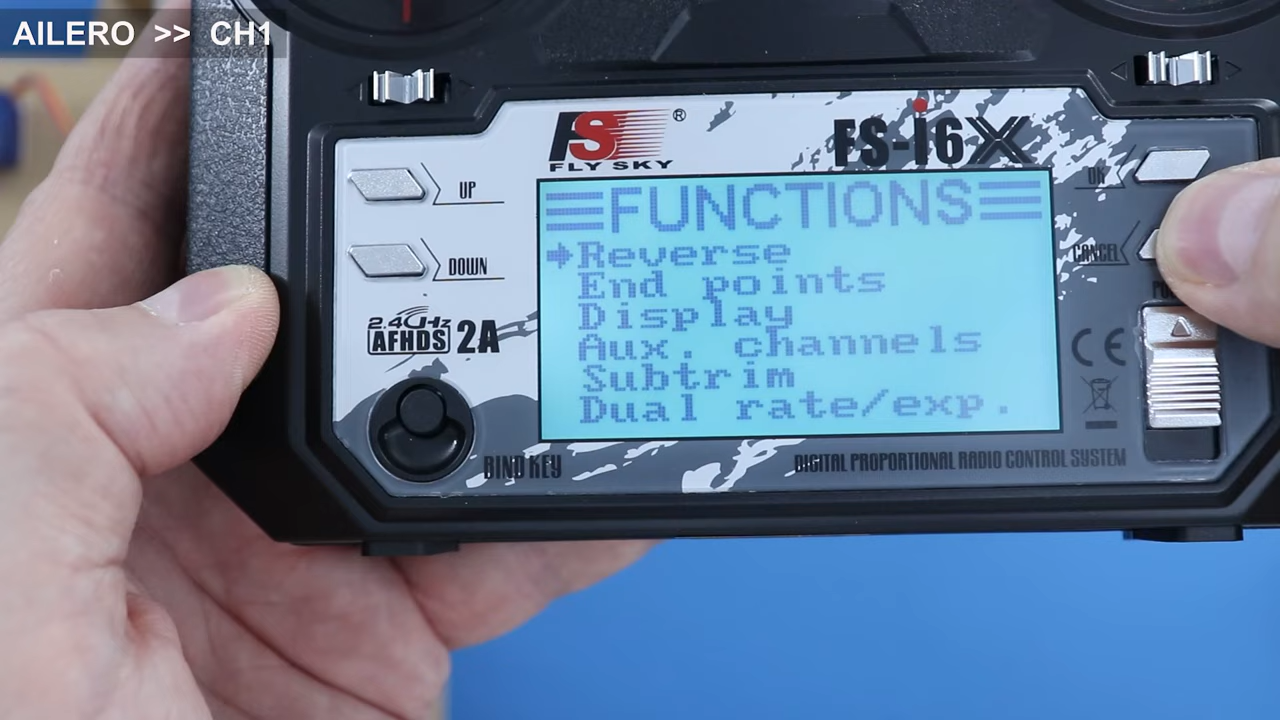 AILERO >> CH1
FS ®
FLY SKY
FS-i6X
UP
OK
DOWN
CANCEL
FUNCTIONS
Reverse
End points
Display
Aux. channels
Subtrim
Dual rate/exp.
2.4GHz
AFHDS 2A
CE
BIND KEY
DIGITAL PROPORTIONAL RADIO CONTROL SYSTEM